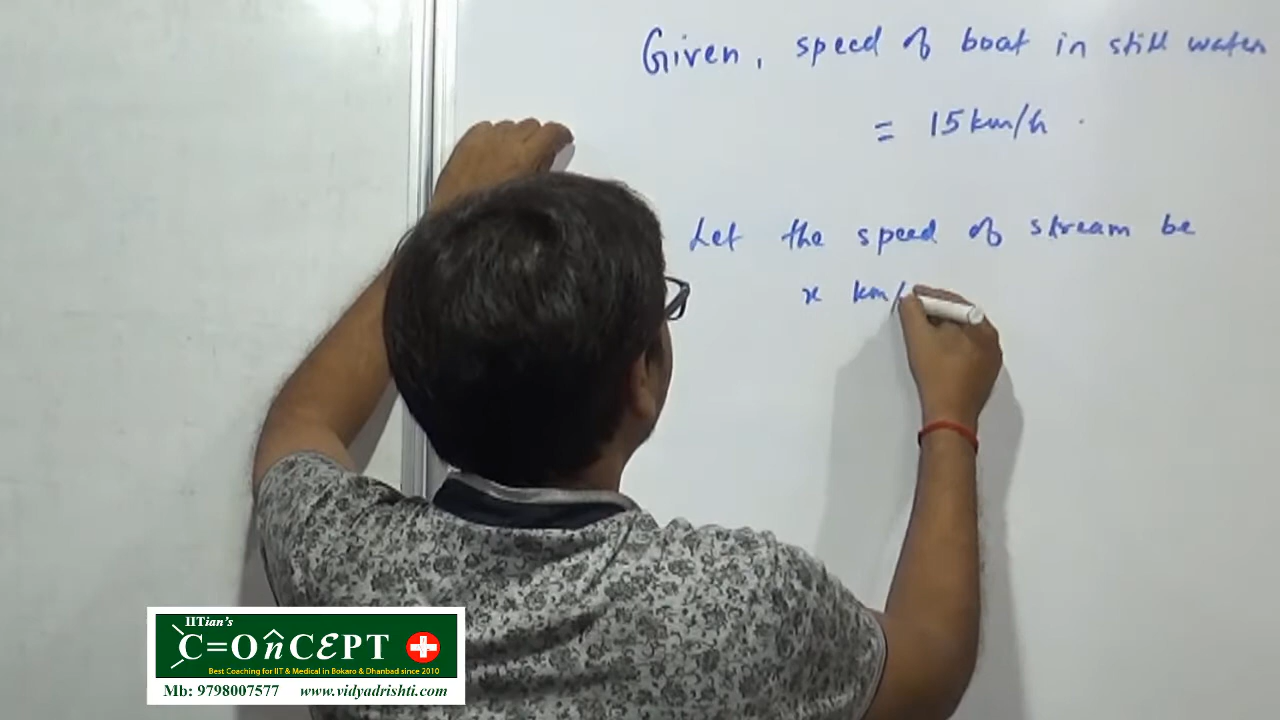 Given, speed of boat in still water
= 15 km/h .
Let the speed of stream be
x km/
IITian's
C=OnCEPT
Best Coaching for IIT & Medical in Bokaro & Dhanbad since 2010
Mb: 9798007577 www.vidyadrishti.com